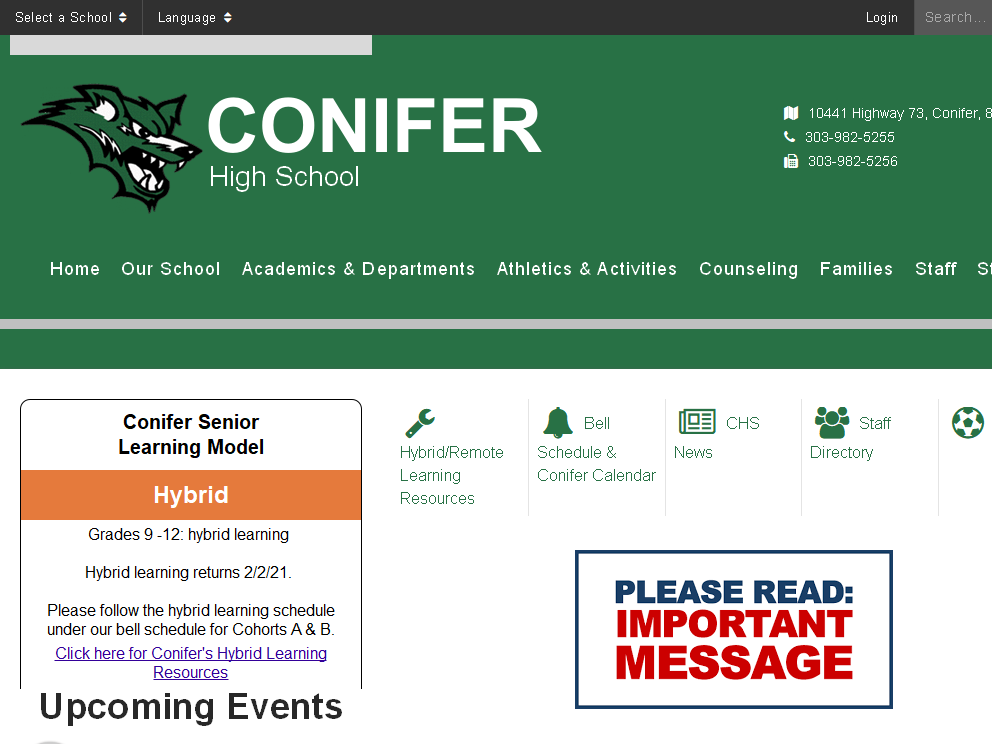 Select a School
Language
Login
Search...
CONIFER
High School
10441 Highway 73, Conifer, 8
303-982-5255
303-982-5256
Home
Our School
Academics & Departments
Athletics & Activities
Counseling
Families
Staff
St
Conifer Senior
Learning Model
Hybrid
Grades 9 -12: hybrid learning
Hybrid learning returns 2/2/21.
Please follow the hybrid learning schedule
under our bell schedule for Cohorts A & B.
Click here for Conifer's Hybrid Learning
Resources
Upcoming Events
Hybrid/Remote
Learning
Resources
Bell
Schedule &
Conifer Calendar
CHS
News
Staff
Directory
PLEASE READ:
IMPORTANT
MESSAGE